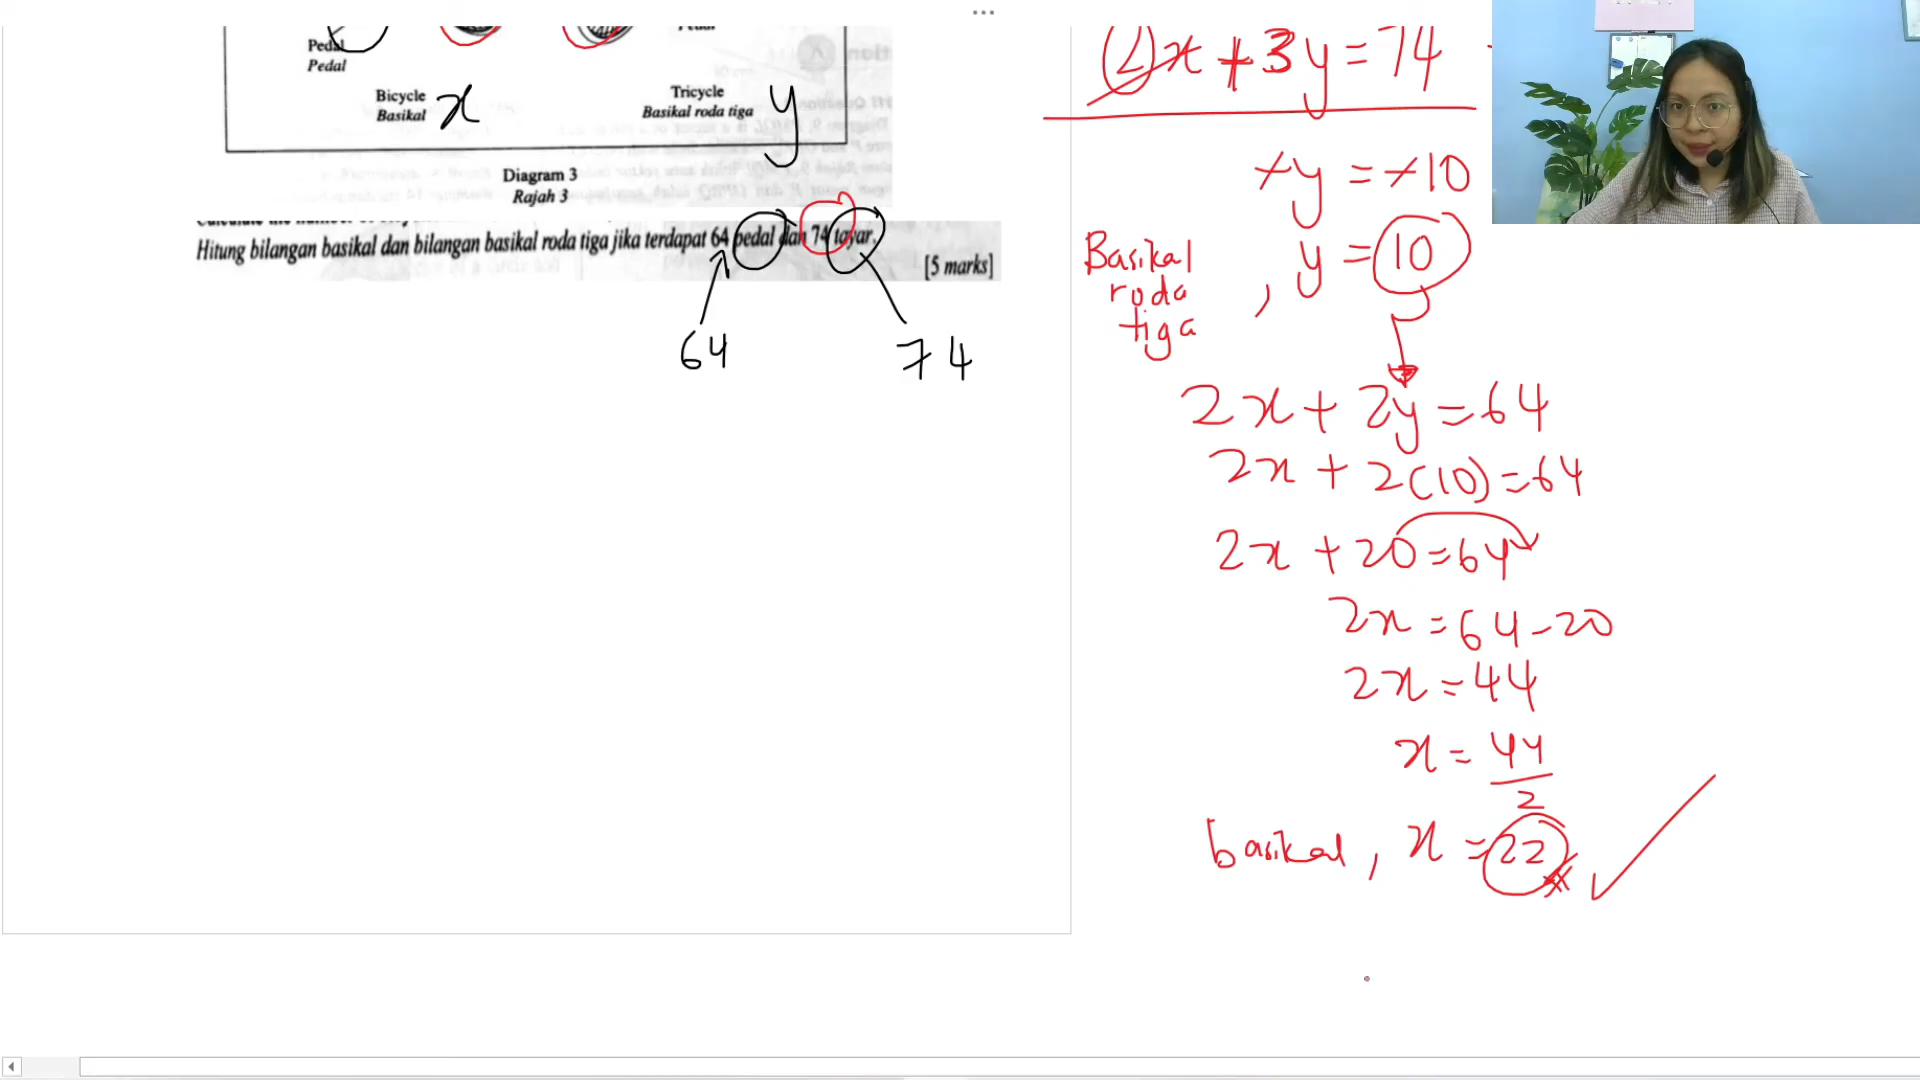 Pedal
Pedal
Bicycle
Basikal
x
Tricycle
Basikal roda tiga
y
Diagram 3
Rajah 3
Hitung bilangan basikal dan bilangan basikal roda tiga jika terdapat 64 pedal dan 74 tayar.
[5 marks]
64
74
2x + 3y = 74
-y = -10
Basikal
roda
tiga
, y = 10
2x + 2y = 64
2x + 2(10) = 64
2x + 20 = 64
2x = 64 - 20
2x = 44
x = 44
2
basikal, x = 22